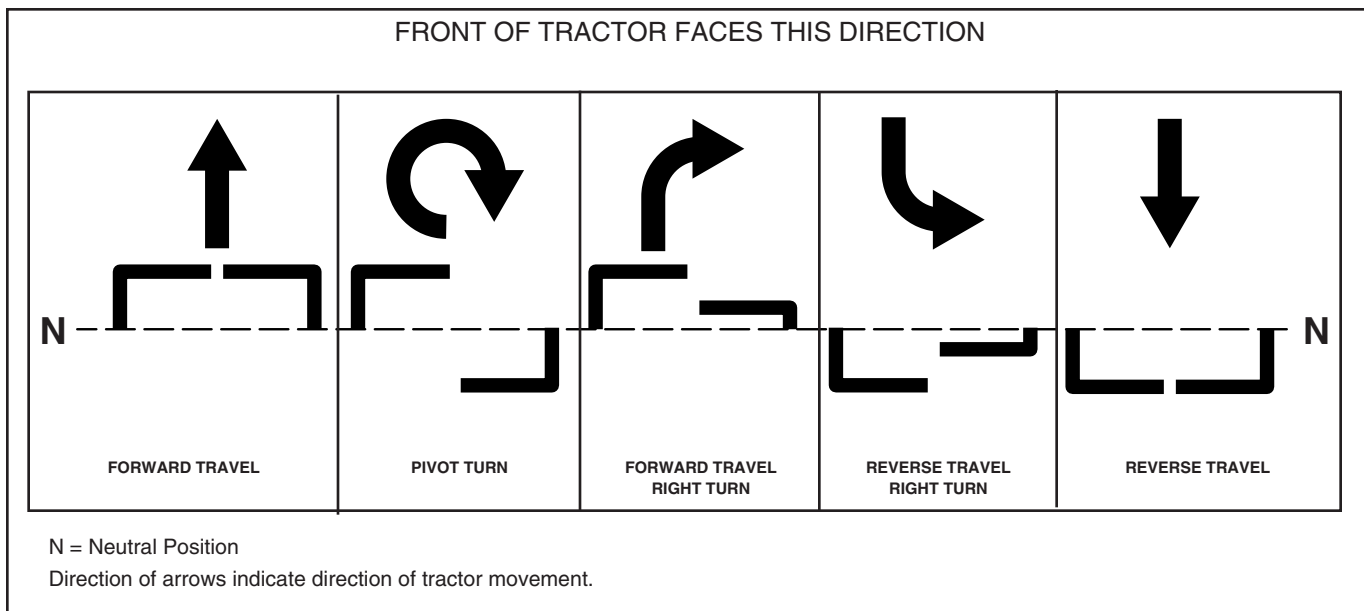 FRONT OF TRACTOR FACES THIS DIRECTION
N
N
FORWARD TRAVEL
PIVOT TURN
FORWARD TRAVEL
RIGHT TURN
REVERSE TRAVEL
RIGHT TURN
REVERSE TRAVEL
N = Neutral Position
Direction of arrows indicate direction of tractor movement.